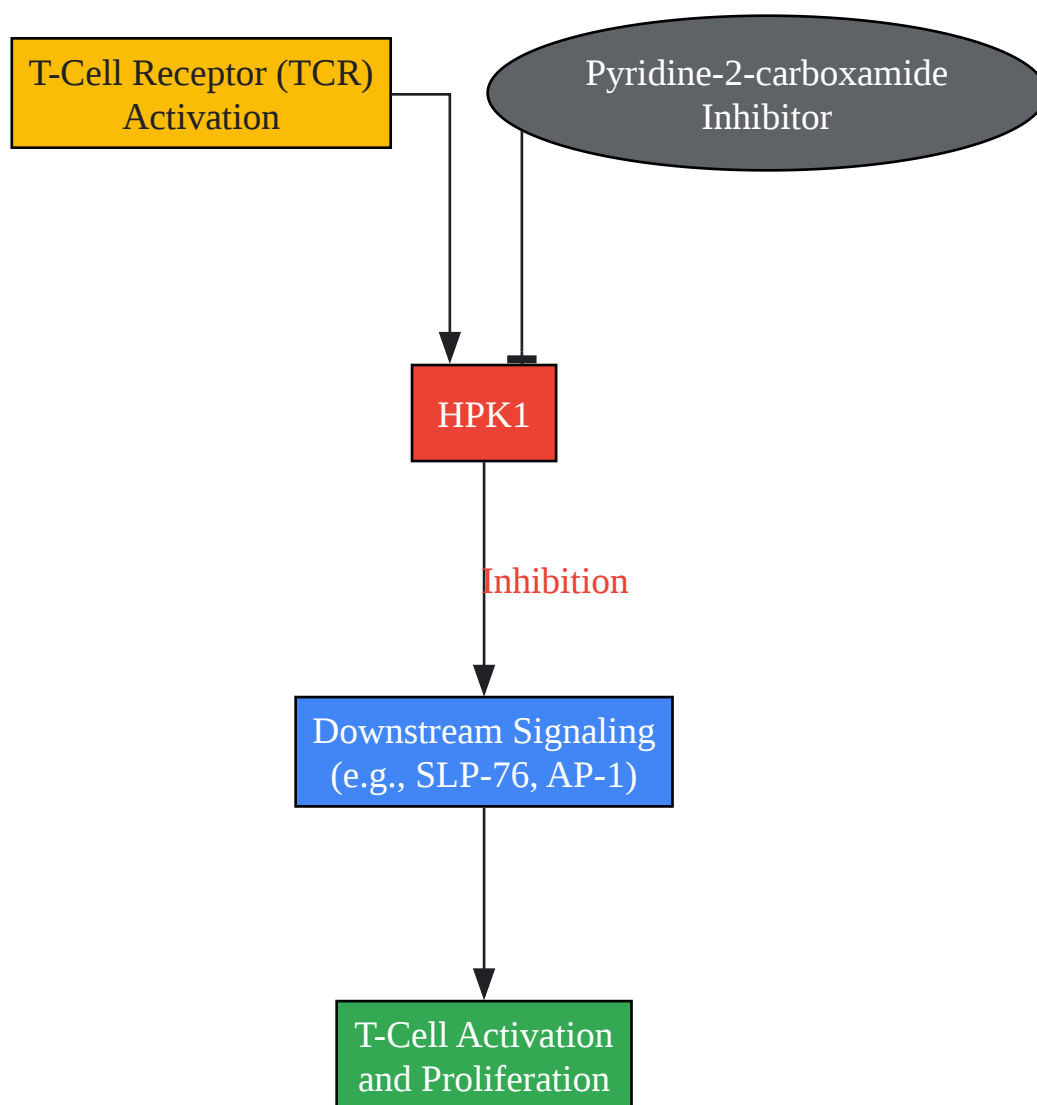 T-Cell Receptor (TCR)
Activation
Pyridine-2-carboxamide
Inhibitor
HPK1
Inhibition
Downstream Signaling
(e.g., SLP-76, AP-1)
T-Cell Activation
and Proliferation